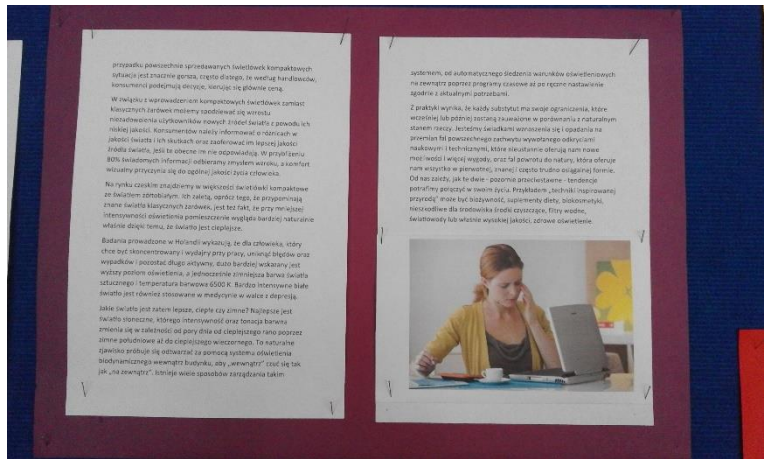 przypadku powszechnie sprzedawanych świetlówek kompaktowych
sytuacja jest znacznie gorsza, często dlatego, że według handlowców,
konsumenci podejmują decyzje, kierując się głównie ceną.
W związku z wprowadzeniem kompaktowych świetlówek zamiast
klasycznych żarówek możemy spodziewać się wzrostu
niezadowolenia użytkowników nowych źródeł światła z powodu ich
niskiej jakości. Konsumentów należy informować o różnicach w
jakości światła i ich skutkach oraz zaoferować im lepszej jakości
źródła światła, jeśli te obecne im nie odpowiadają. W przybliżeniu
80% świadomych informacji odbieramy zmysłem wzroku, a komfort
wizualny przyczynia się do ogólnej jakości życia człowieka.
Na rynku czeskim znajdziemy w większości świetlówki kompaktowe
ze światłem żółtobiałym. Ich zaletą, oprócz tego, że przypominają
znane światło klasycznych żarówek, jest też fakt, że przy mniejszej
intensywności oświetlenia pomieszczenie wygląda bardziej naturalnie
właśnie dzięki temu, że światło jest cieplejsze.
Badania prowadzone w Holandii wykazują, że dla człowieka, który
chce być skoncentrowany i wydajny przy pracy, uniknąć błędów oraz
wypadków i pozostać długo aktywny, dużo bardziej wskazany jest
wyższy poziom oświetlenia, a jednocześnie zimniejsza barwa światła
sztucznego i temperatura barwowa 6500 K. Bardzo intensywne białe
światło jest również stosowane w medycynie w walce z depresją.
Jakie światło jest zatem lepsze, ciepłe czy zimne? Najlepsze jest
światło słoneczne, którego intensywność oraz tonacja barwna
zmienia się w zależności od pory dnia od cieplejszego rano poprzez
zimne południowe aż do cieplejszego wieczornego. To naturalne
zjawisko próbuje się odtwarzać za pomocą systemu oświetlenia
biodynamicznego wewnątrz budynku, aby „wewnątrz" czuć się tak
jak „na zewnątrz". Istnieje wiele sposobów zarządzania takim
systemem, od automatycznego śledzenia warunków oświetleniowych
na zewnątrz poprzez programy czasowe aż po ręczne nastawienie
zgodnie z aktualnymi potrzebami.
Z praktyki wynika, że każdy substytut ma swoje ograniczenia, które
wcześniej lub później zostaną zauważone w porównaniu z naturalnym
stanem rzeczy. Jesteśmy świadkami wznoszenia się i opadania na
przemian fal powszechnego zachwytu wywołanego odkryciami
naukowymi i technicznymi, które nieustannie oferują nam nowe
możliwości i więcej wygody, oraz fal powrotu do natury, która oferuje
nam wszystko w pierwotnej, znanej i często trudno osiągalnej formie.
Od nas zależy, jak te dwie - pozornie przeciwstawne - tendencje
potrafimy połączyć w swoim życiu. Przykładem „techniki inspirowanej
przyrodą" może być biożywność, suplementy diety, biokosmetyki,
nieszkodliwe dla środowiska środki czyszczące, filtry wodne,
światłowody lub właśnie wysokiej jakości, zdrowe oświetlenie.